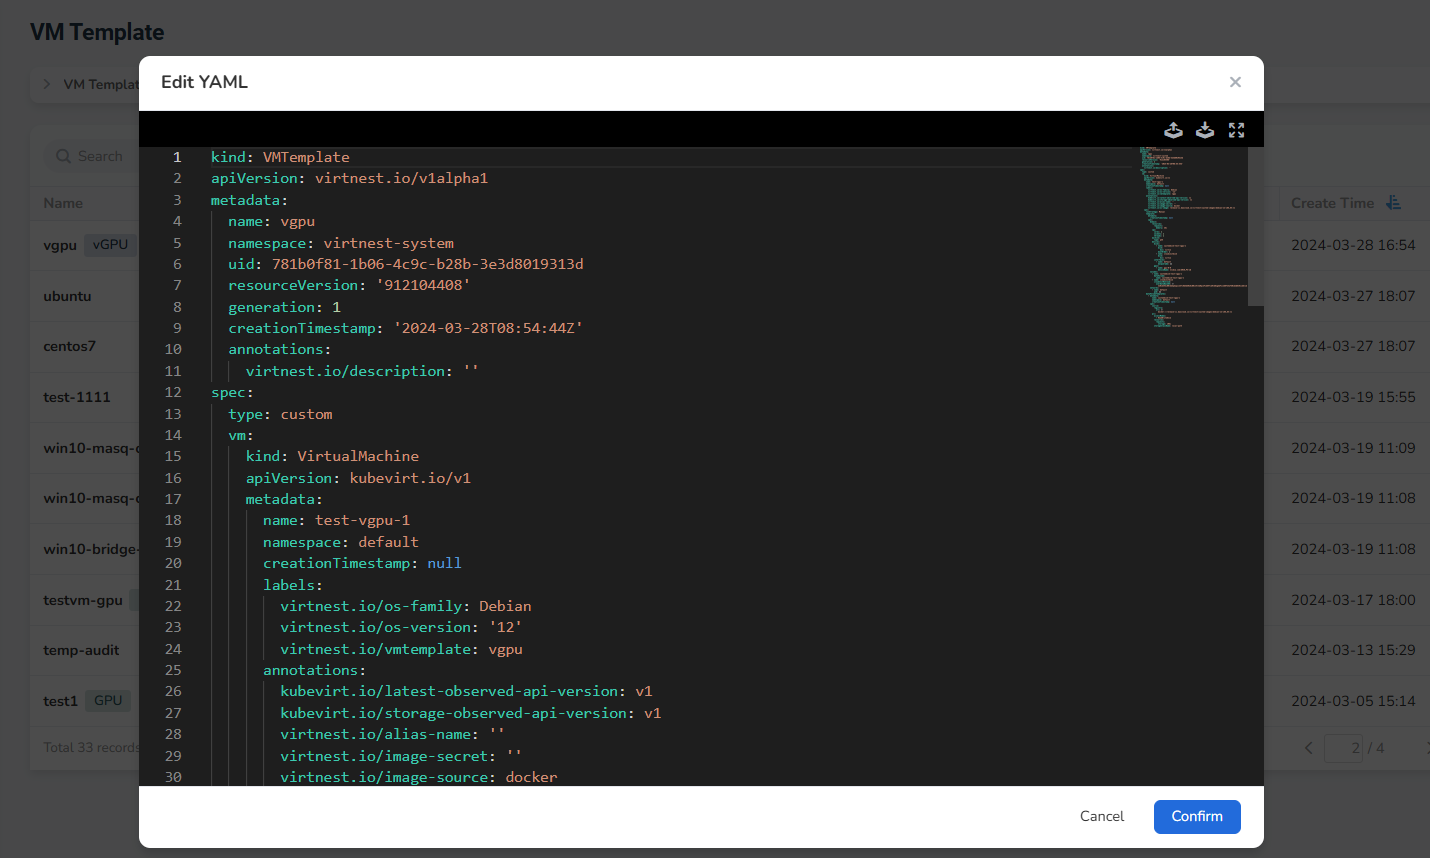 VM Template
VM Templat
Edit YAML
Search
Name
Create Time
vgpu vGPU 2024-03-28 16:54
ubuntu 2024-03-27 18:07
centos7 2024-03-27 18:07
test-1111 2024-03-19 15:55
win10-masq- 2024-03-19 11:09
win10-masq- 2024-03-19 11:08
win10-bridge- 2024-03-19 11:08
testvm-gpu 2024-03-17 18:00
temp-audit 2024-03-13 15:29
test1 GPU 2024-03-05 15:14
Total 33 records
2 / 4
1 kind: VMTemplate
2 apiVersion: virtnest.io/v1alpha1
3 metadata:
4 name: vgpu
5 namespace: virtnest-system
6 uid: 781b0f81-1b06-4c9c-b28b-3e3d8019313d
7 resourceVersion: '912104408'
8 generation: 1
9 creationTimestamp: '2024-03-28T08:54:44Z'
10 annotations:
11 virtnest.io/description: ''
12 spec:
13 type: custom
14 vm:
15 kind: VirtualMachine
16 apiVersion: kubevirt.io/v1
17 metadata:
18 name: test-vgpu-1
19 namespace: default
20 creationTimestamp: null
21 labels:
22 virtnest.io/os-family: Debian
23 virtnest.io/os-version: '12'
24 virtnest.io/vmtemplate: vgpu
25 annotations:
26 kubevirt.io/latest-observed-api-version: v1
27 kubevirt.io/storage-observed-api-version: v1
28 virtnest.io/alias-name: ''
29 virtnest.io/image-secret: ''
30 virtnest.io/image-source: docker
Cancel
Confirm